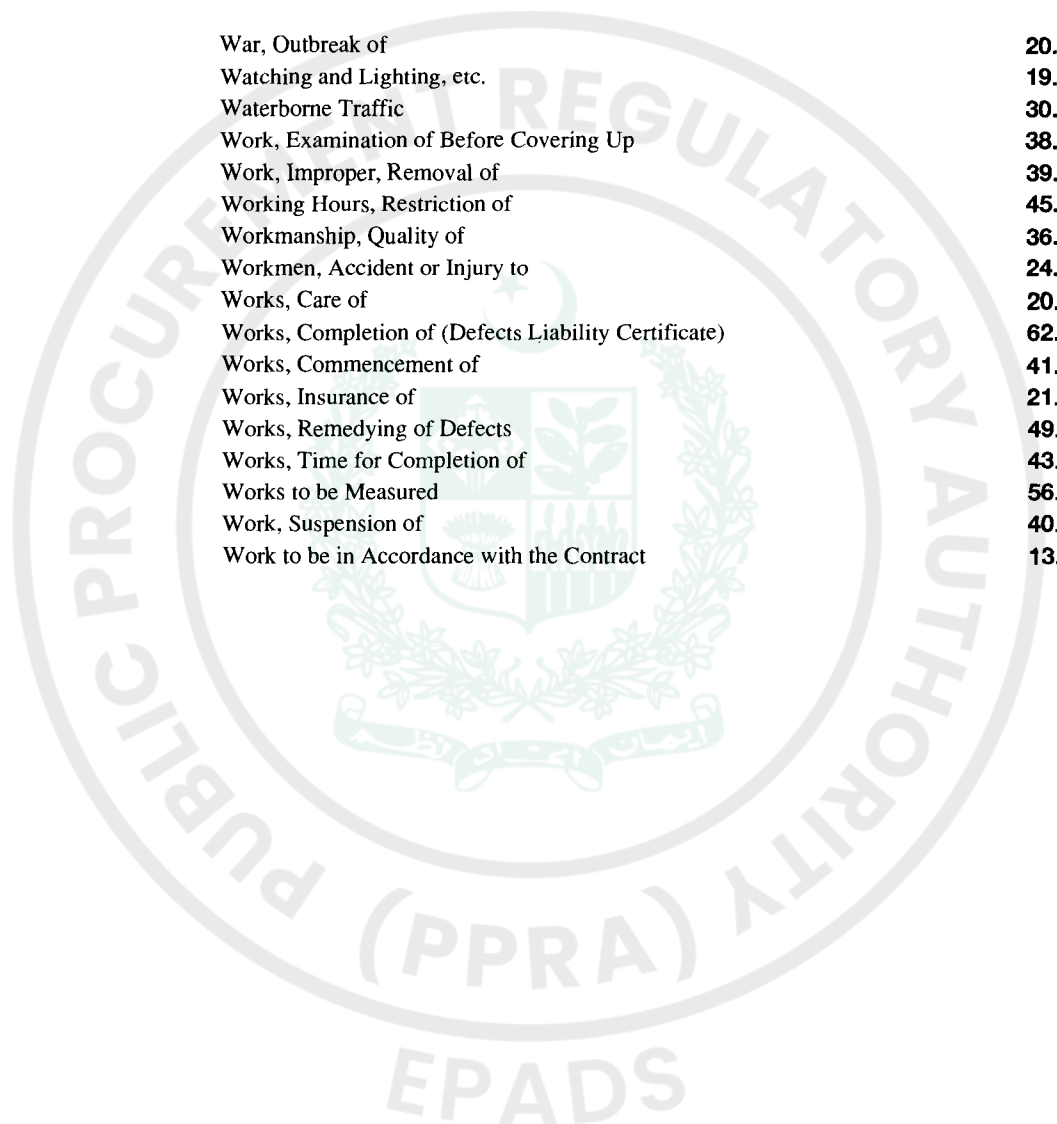 War, Outbreak of 20.
Watching and Lighting, etc. 19.
Waterborne Traffic 30.
Work, Examination of Before Covering Up 38.
Work, Improper, Removal of 39.
Working Hours, Restriction of 45.
Workmanship, Quality of 36.
Workmen, Accident or Injury to 24.
Works, Care of 20.
Works, Completion of (Defects Liability Certificate) 62.
Works, Commencement of 41.
Works, Insurance of 21.
Works, Remedying of Defects 49.
Works, Time for Completion of 43.
Works to be Measured 56.
Work, Suspension of 40.
Work to be in Accordance with the Contract 13.
PUBLIC PROCUREMENT REGULATORY AUTHORITY
(PPRA)
EPADS